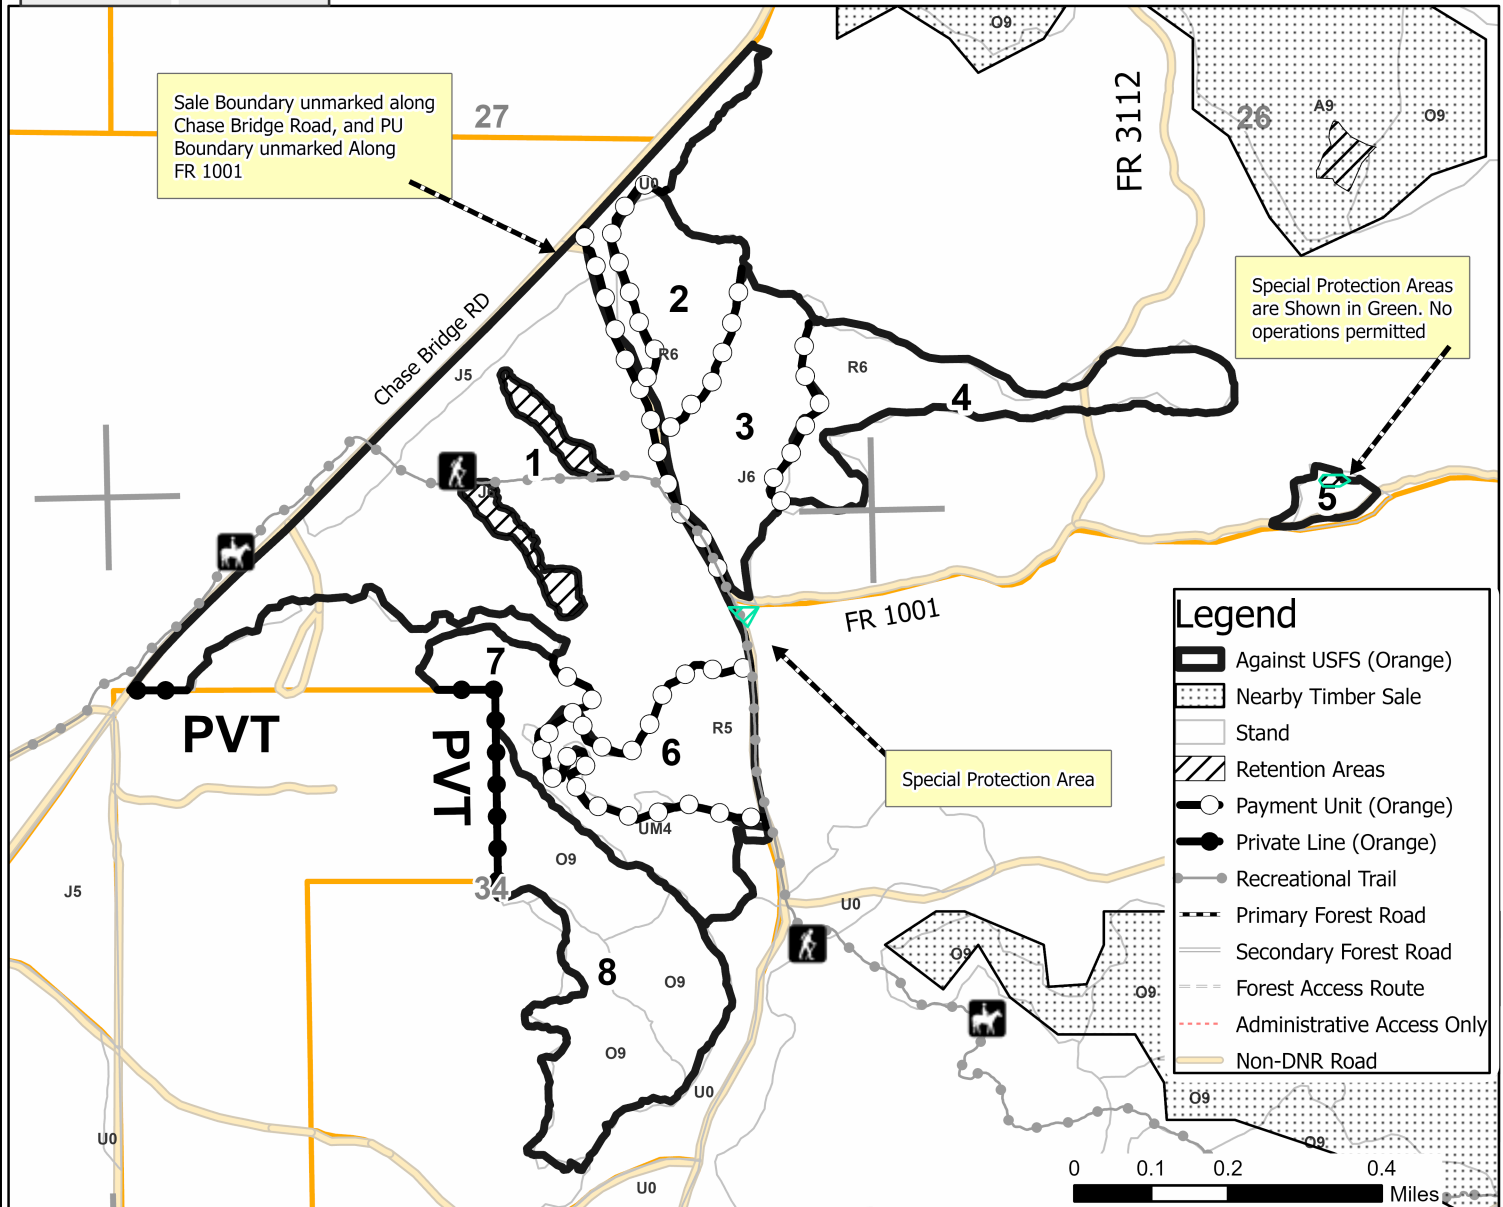 O9
FR 3112
27
26
A9
O9
Sale Boundary unmarked along
Chase Bridge Road, and PU
Boundary unmarked Along
FR 1001
U0
Special Protection Areas
are Shown in Green. No
operations permitted
2
R6
R6
Chase Bridge RD
J5
4
3
1
J6
5
FR 1001
Legend
Against USFS (Orange)
Nearby Timber Sale
Stand
Retention Areas
Payment Unit (Orange)
Private Line (Orange)
Recreational Trail
Primary Forest Road
Secondary Forest Road
Forest Access Route
Administrative Access Only
Non-DNR Road
7
PVT
PVT
R5
6
Special Protection Area
UM4
O9
34
J5
U0
8
O9
O9
O9
O9
U0
O9
O9
U0
U0
0 0.1 0.2 0.4
Miles